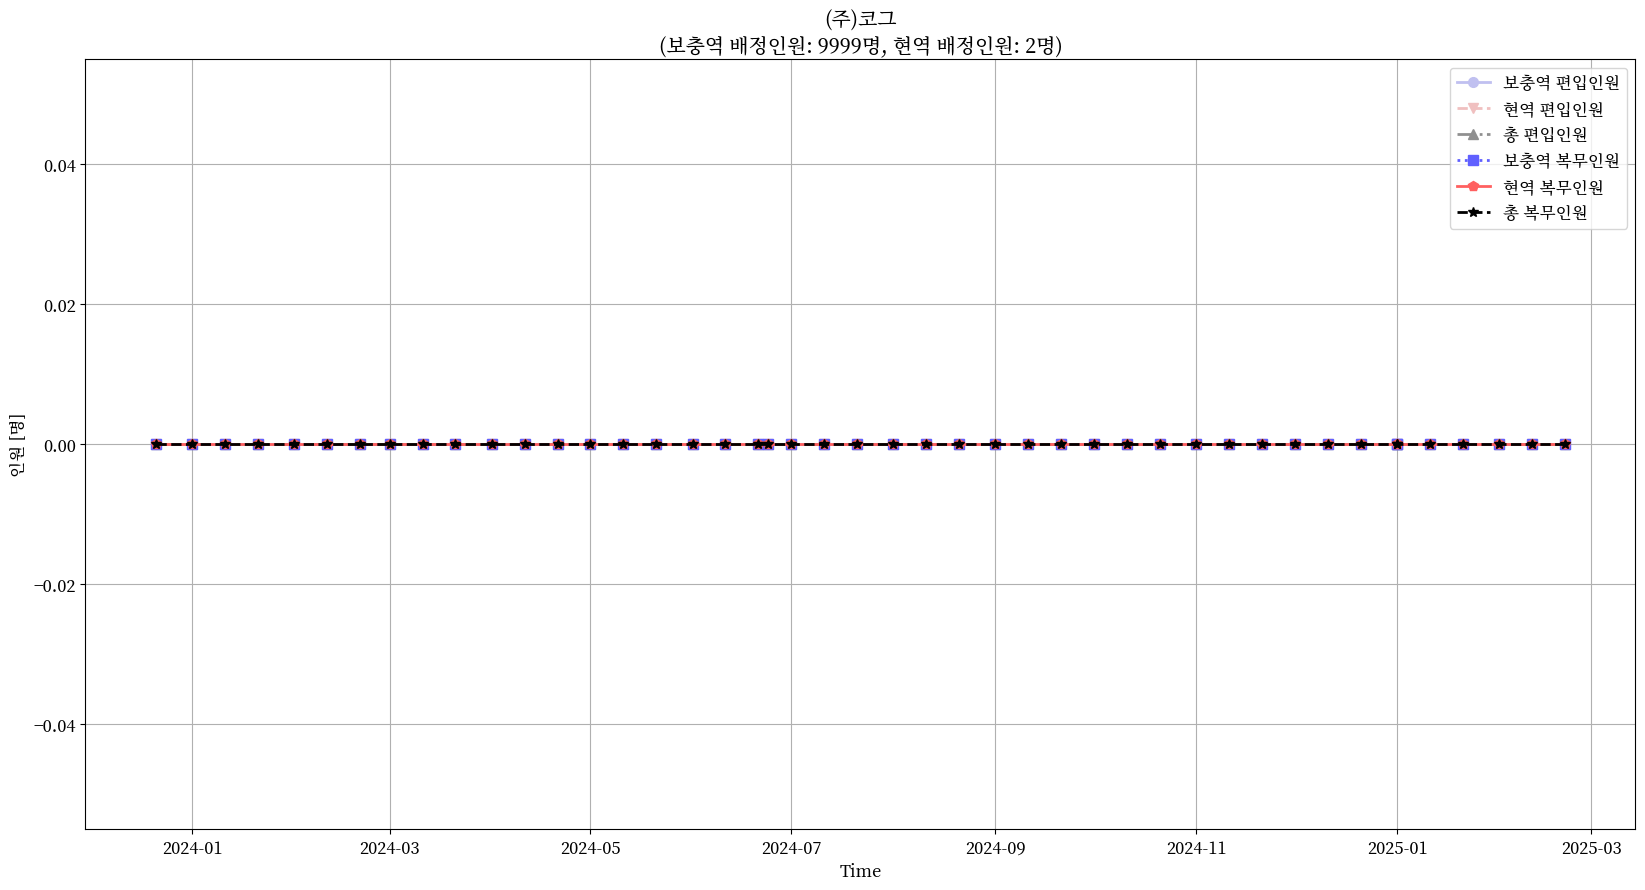 (주)코그
(보충역 배정인원: 9999명, 현역 배정인원: 2명)
보충역 편입인원
현역 편입인원
총 편입인원
보충역 복무인원
현역 복무인원
총 복무인원
인원 [명]
0.04
0.02
0.00
−0.02
−0.04
2024-01
2024-03
2024-05
2024-07
2024-09
2024-11
2025-01
2025-03
Time